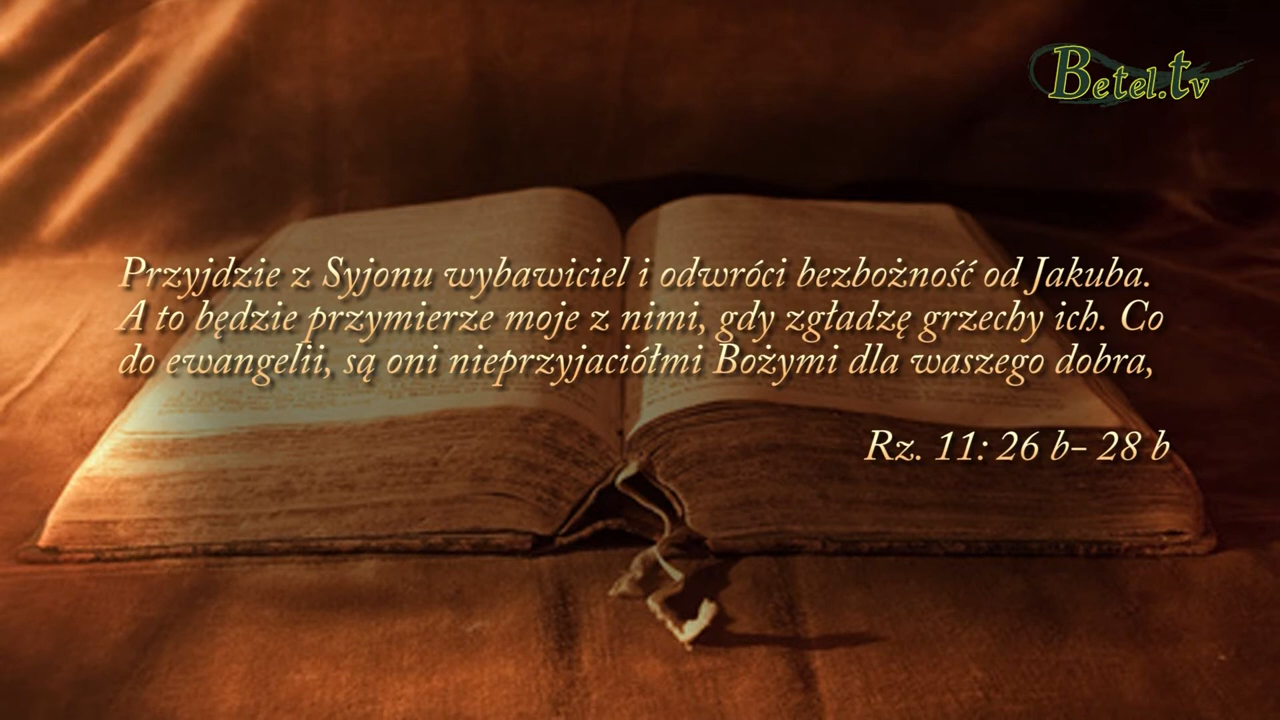 Betel.tv
Przyjdzie z Syjonu wybawiciel i odwróci bezbożność od Jakuba.
A to będzie przymierze moje z nimi, gdy zgładzę grzechy ich. Co
do ewangelii, są oni nieprzyjaciółmi Bożymi dla waszego dobra,
Rz. 11: 26 b- 28 b